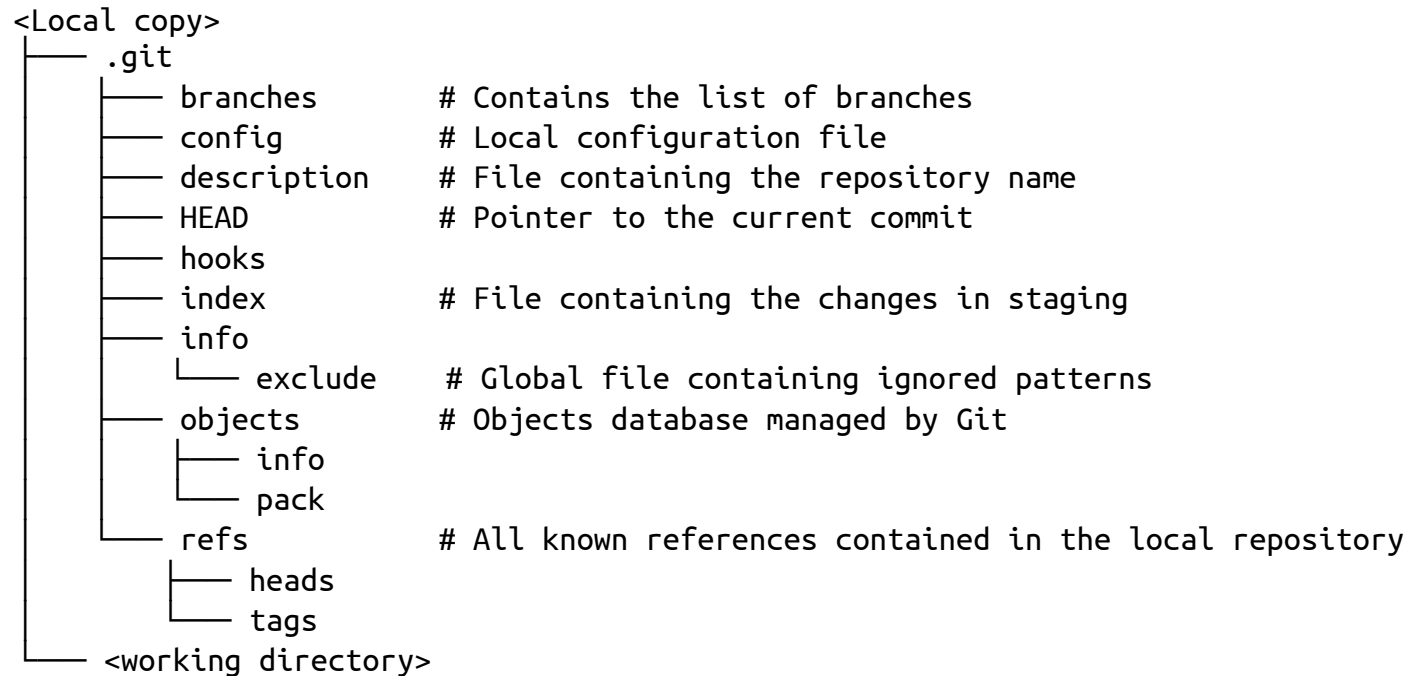 <Local copy>
├── .git
│   ├── branches # Contains the list of branches
│   ├── config # Local configuration file
│   ├── description # File containing the repository name
│   ├── HEAD # Pointer to the current commit
│   ├── hooks
│   ├── index # File containing the changes in staging
│   ├── info
│   │   └── exclude # Global file containing ignored patterns
│   ├── objects # Objects database managed by Git
│   │   ├── info
│   │   └── pack
│   └── refs # All known references contained in the local repository
│       ├── heads
│       └── tags
└── <working directory>